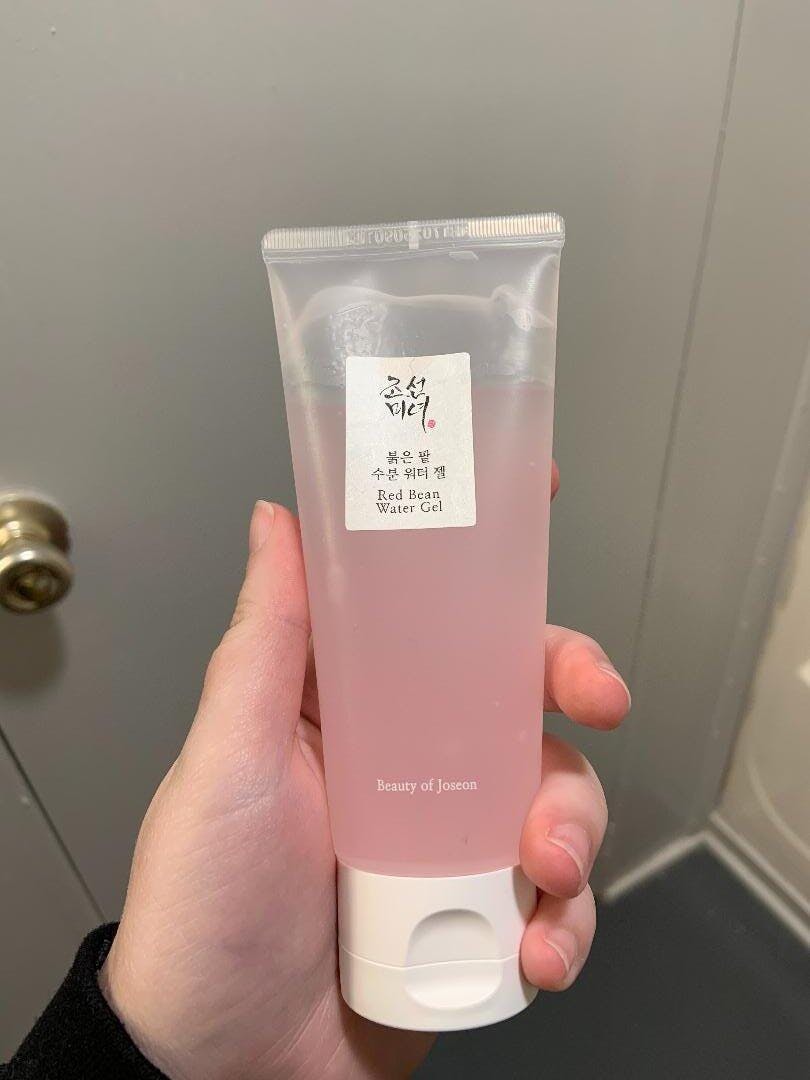 조선
미녀
붉은 팥
수분 워터 젤
Red Bean
Water Gel
Beauty of Joseon